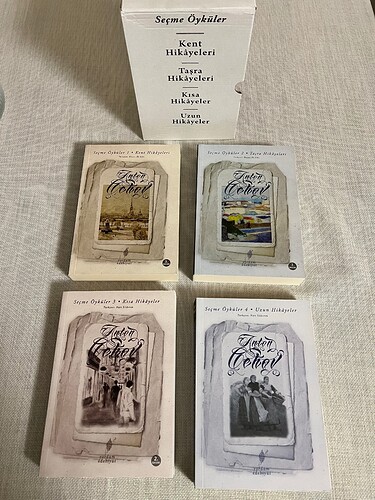 Seçme Öyküler
Kent
Hikâyeleri
Taşra
Hikâyeleri
Kısa
Hikâyeler
Uzun
Hikâyeler
Seçme Öyküler 1 • Kent Hikâyeleri
Anton
Çehov
Seçme Öyküler 2 • Taşra Hikâyeleri
Anton
Çehov
Seçme Öyküler 3 • Kısa Hikâyeler
Anton
Çehov
Seçme Öyküler 4 • Uzun Hikâyeler
Anton
Çehov